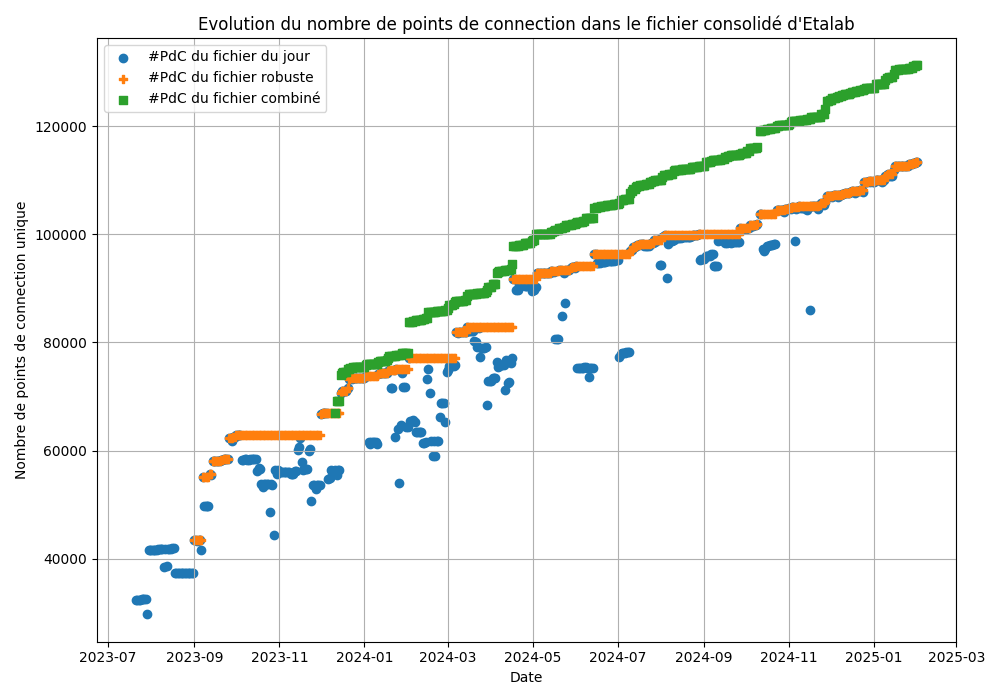 Evolution du nombre de points de connection dans le fichier consolidé d'Etalab
#PdC du fichier du jour
#PdC du fichier robuste
#PdC du fichier combiné
Nombre de points de connection unique
120000
100000
80000
60000
40000
2023-07
2023-09
2023-11
2024-01
2024-03
2024-05
2024-07
2024-09
2024-11
2025-01
2025-03
Date